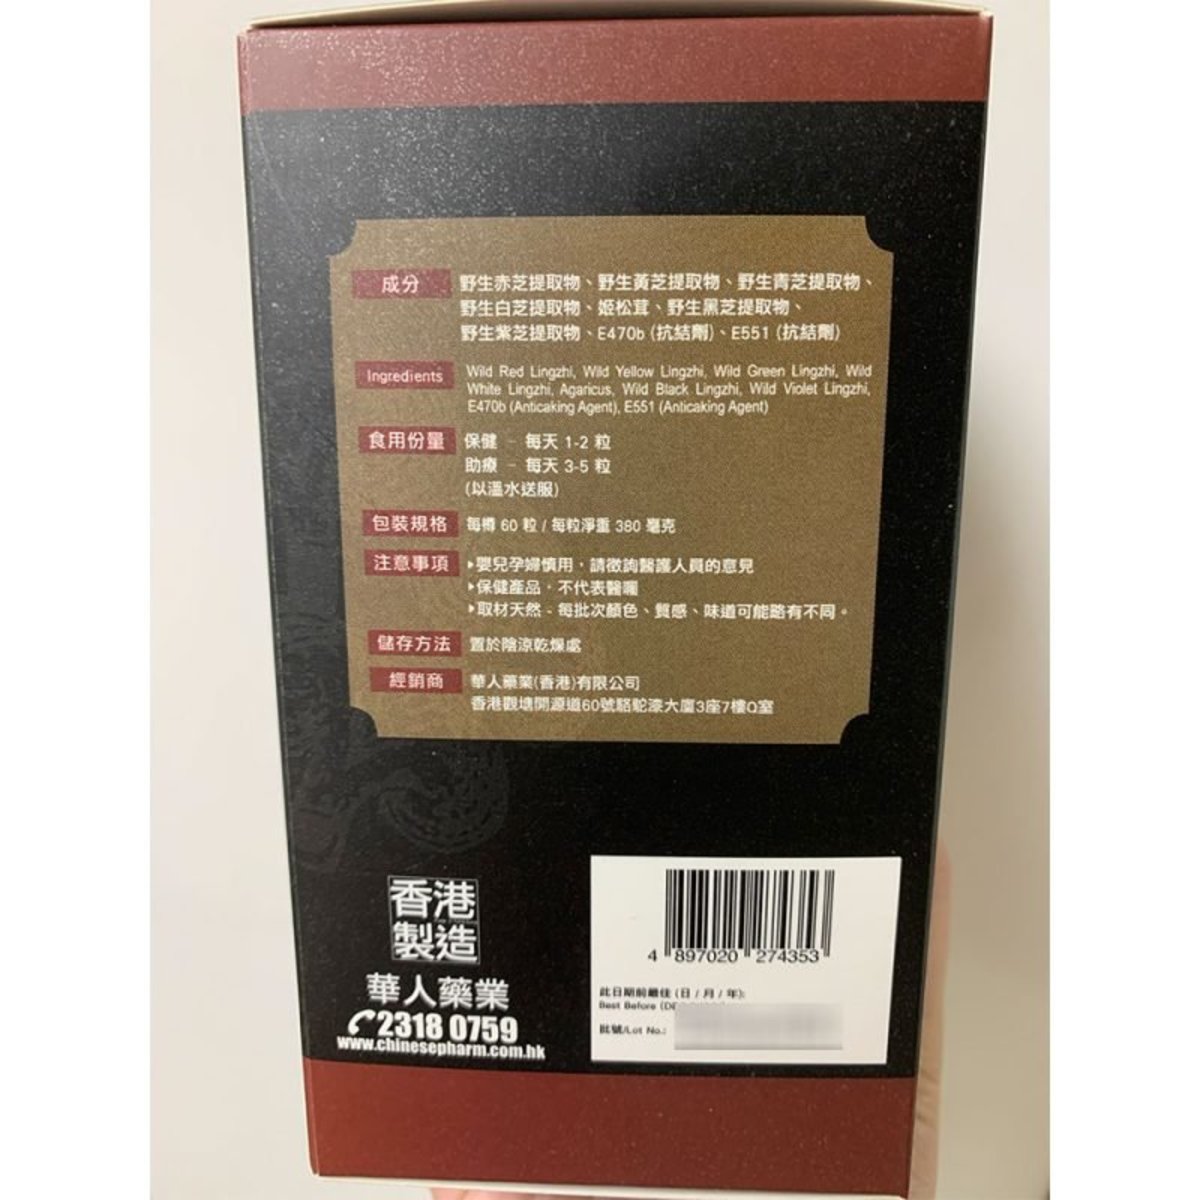 成分 野生赤芝提取物、野生黃芝提取物、野生青芝提取物、
野生白芝提取物、姬松茸、野生黑芝提取物、
野生紫芝提取物、E470b (抗結劑)、E551 (抗結劑)
Ingredients Wild Red Lingzhi, Wild Yellow Lingzhi, Wild Green Lingzhi, Wild
White Lingzhi, Agaricus, Wild Black Lingzhi, Wild Violet Lingzhi,
E470b (Anticaking Agent), E551 (Anticaking Agent)
食用份量 保健 - 每天 1-2 粒
助療 - 每天 3-5 粒
(以溫水送服)
包裝規格 每樽 60 粒 / 每粒淨重 380 毫克
注意事項 ▸嬰兒孕婦慎用，請徵詢醫護人員的意見
▸保健產品，不代表醫囑
▸取材天然，每批次顏色、質感、味道可能略有不同。
儲存方法 置於陰涼乾燥處
經銷商 華人藥業(香港)有限公司
香港觀塘開源道60號駱駝漆大廈3座7樓Q室
香港
製造
華人藥業
2318 0759
www.chinesepharm.com.hk
4 897020 274353
此日期前最佳 (日 / 月 / 年):
Best Before
批號/Lot No.: